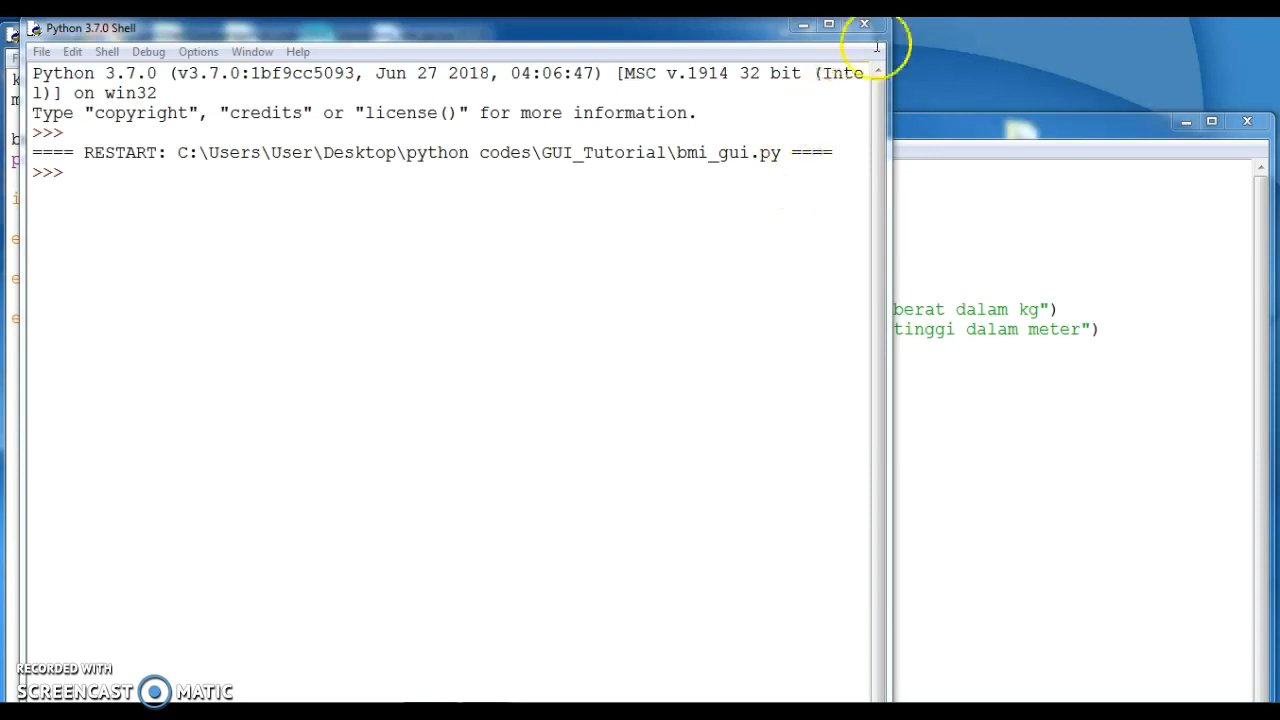 Python 3.7.0 Shell
File Edit Shell Debug Options Window Help
Python 3.7.0 (v3.7.0:1bf9cc5093, Jun 27 2018, 04:06:47) [MSC v.1914 32 bit (Inte
l)] on win32
Type "copyright", "credits" or "license()" for more information.
>>>
==== RESTART: C:\Users\User\Desktop\python codes\GUI_Tutorial\bmi_gui.py ====
>>>
berat dalam kg")
tinggi dalam meter")
RECORDED WITH
SCREENCAST MATIC